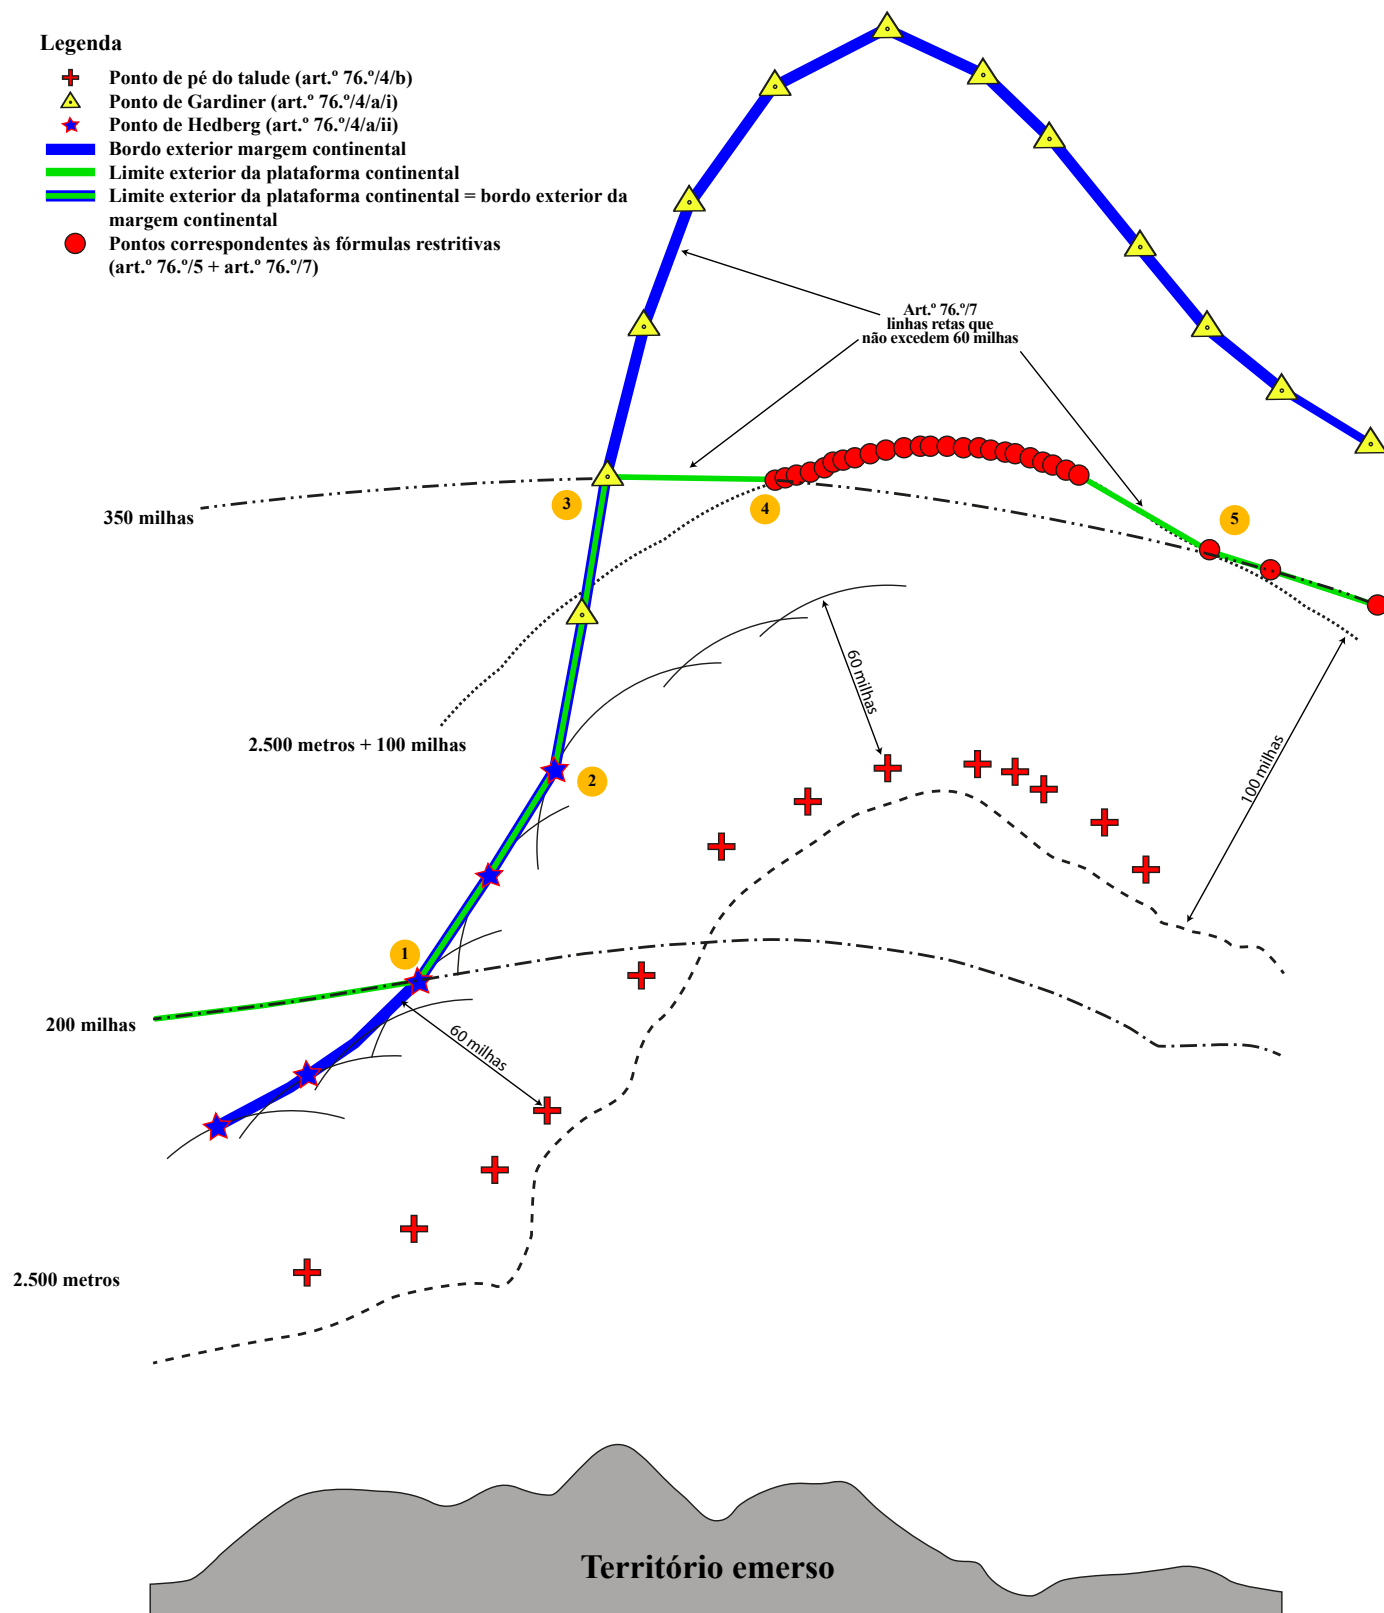 Legenda
Ponto de pé do talude (art.º 76.º/4/b)
Ponto de Gardiner (art.º 76.º/4/a/i)
Ponto de Hedberg (art.º 76.º/4/a/ii)
Bordo exterior margem continental
Limite exterior da plataforma continental
Limite exterior da plataforma continental = bordo exterior da
margem continental
Pontos correspondentes às fórmulas restritivas
(art.º 76.º/5 + art.º 76.º/7)
Art.º 76.º/7
linhas retas que
não excedem 60 milhas
3
4
5
350 milhas
60 milhas
2.500 metros + 100 milhas
2
100 milhas
1
200 milhas
60 milhas
2.500 metros
Território emerso